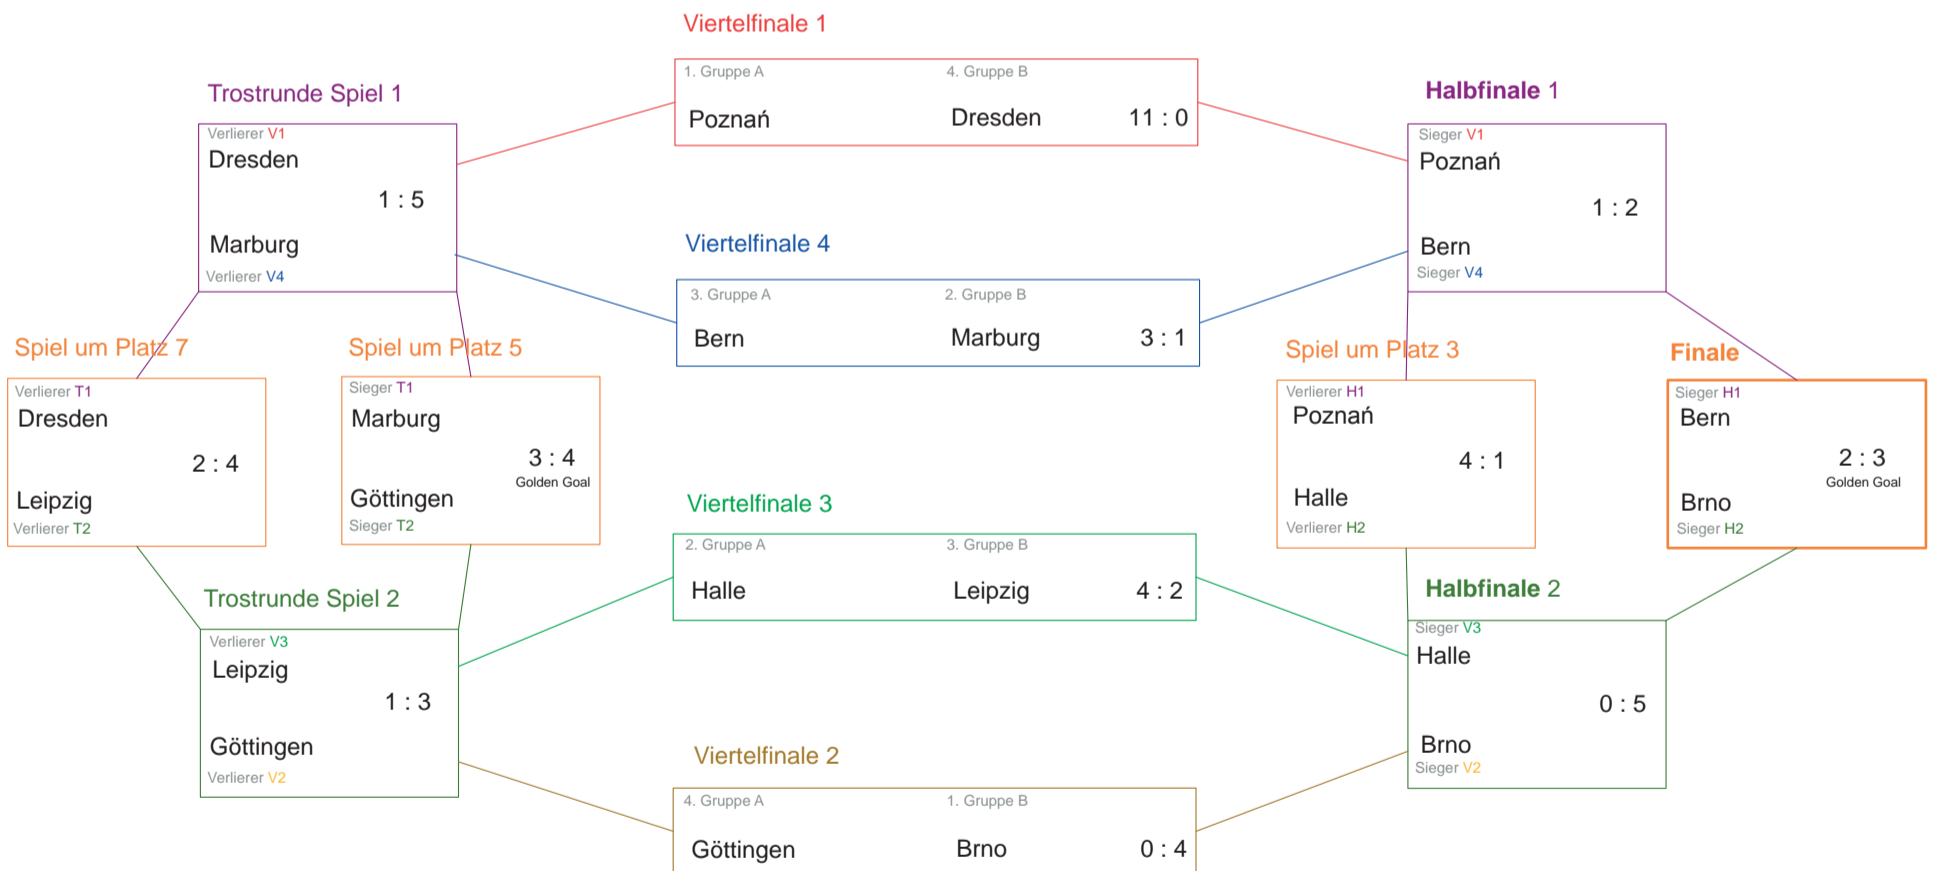 Viertelfinale 1
1. Gruppe A 4. Gruppe B
Poznań Dresden 11 : 0
Trostrunde Spiel 1
Verlierer V1
Dresden
1 : 5
Marburg
Verlierer V4
Halbfinale 1
Sieger V1
Poznań
1 : 2
Bern
Sieger V4
Viertelfinale 4
3. Gruppe A 2. Gruppe B
Bern Marburg 3 : 1
Spiel um Platz 7
Verlierer T1
Dresden
2 : 4
Leipzig
Verlierer T2
Spiel um Platz 5
Sieger T1
Marburg
3 : 4
Golden Goal
Göttingen
Sieger T2
Spiel um Platz 3
Verlierer H1
Poznań
4 : 1
Halle
Verlierer H2
Finale
Sieger H1
Bern
2 : 3
Golden Goal
Brno
Sieger H2
Viertelfinale 3
2. Gruppe A 3. Gruppe B
Halle Leipzig 4 : 2
Trostrunde Spiel 2
Verlierer V3
Leipzig
1 : 3
Göttingen
Verlierer V2
Halbfinale 2
Sieger V3
Halle
0 : 5
Brno
Sieger V2
Viertelfinale 2
4. Gruppe A 1. Gruppe B
Göttingen Brno 0 : 4